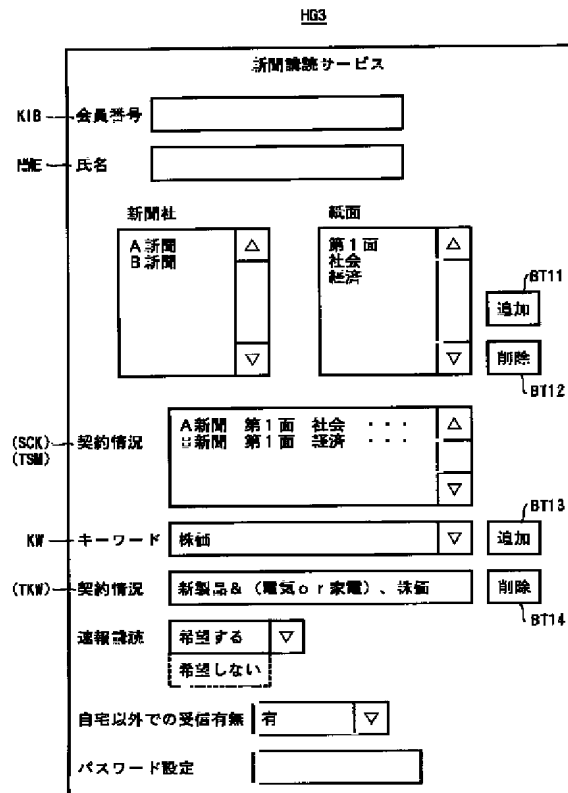 HG3
新聞購読サービス
KIB 会員番号
NME 氏名
新聞社 紙面
A新聞 △ 第1面 △
B新聞 社会
経済
BT11
追加
▽ ▽ 削除
BT12
A新聞 第1面 社会 ・・・ △
(SCK) 契約情況 B新聞 第1面 経済 ・・・
(TSM)
▽
BT13
KW キーワード 株価 ▽ 追加
(TKW) 契約情況 新製品&(電気or家電)、株価 削除
BT14
速報購読 希望する ▽
希望しない
自宅以外での受信有無 有 ▽
パスワード設定